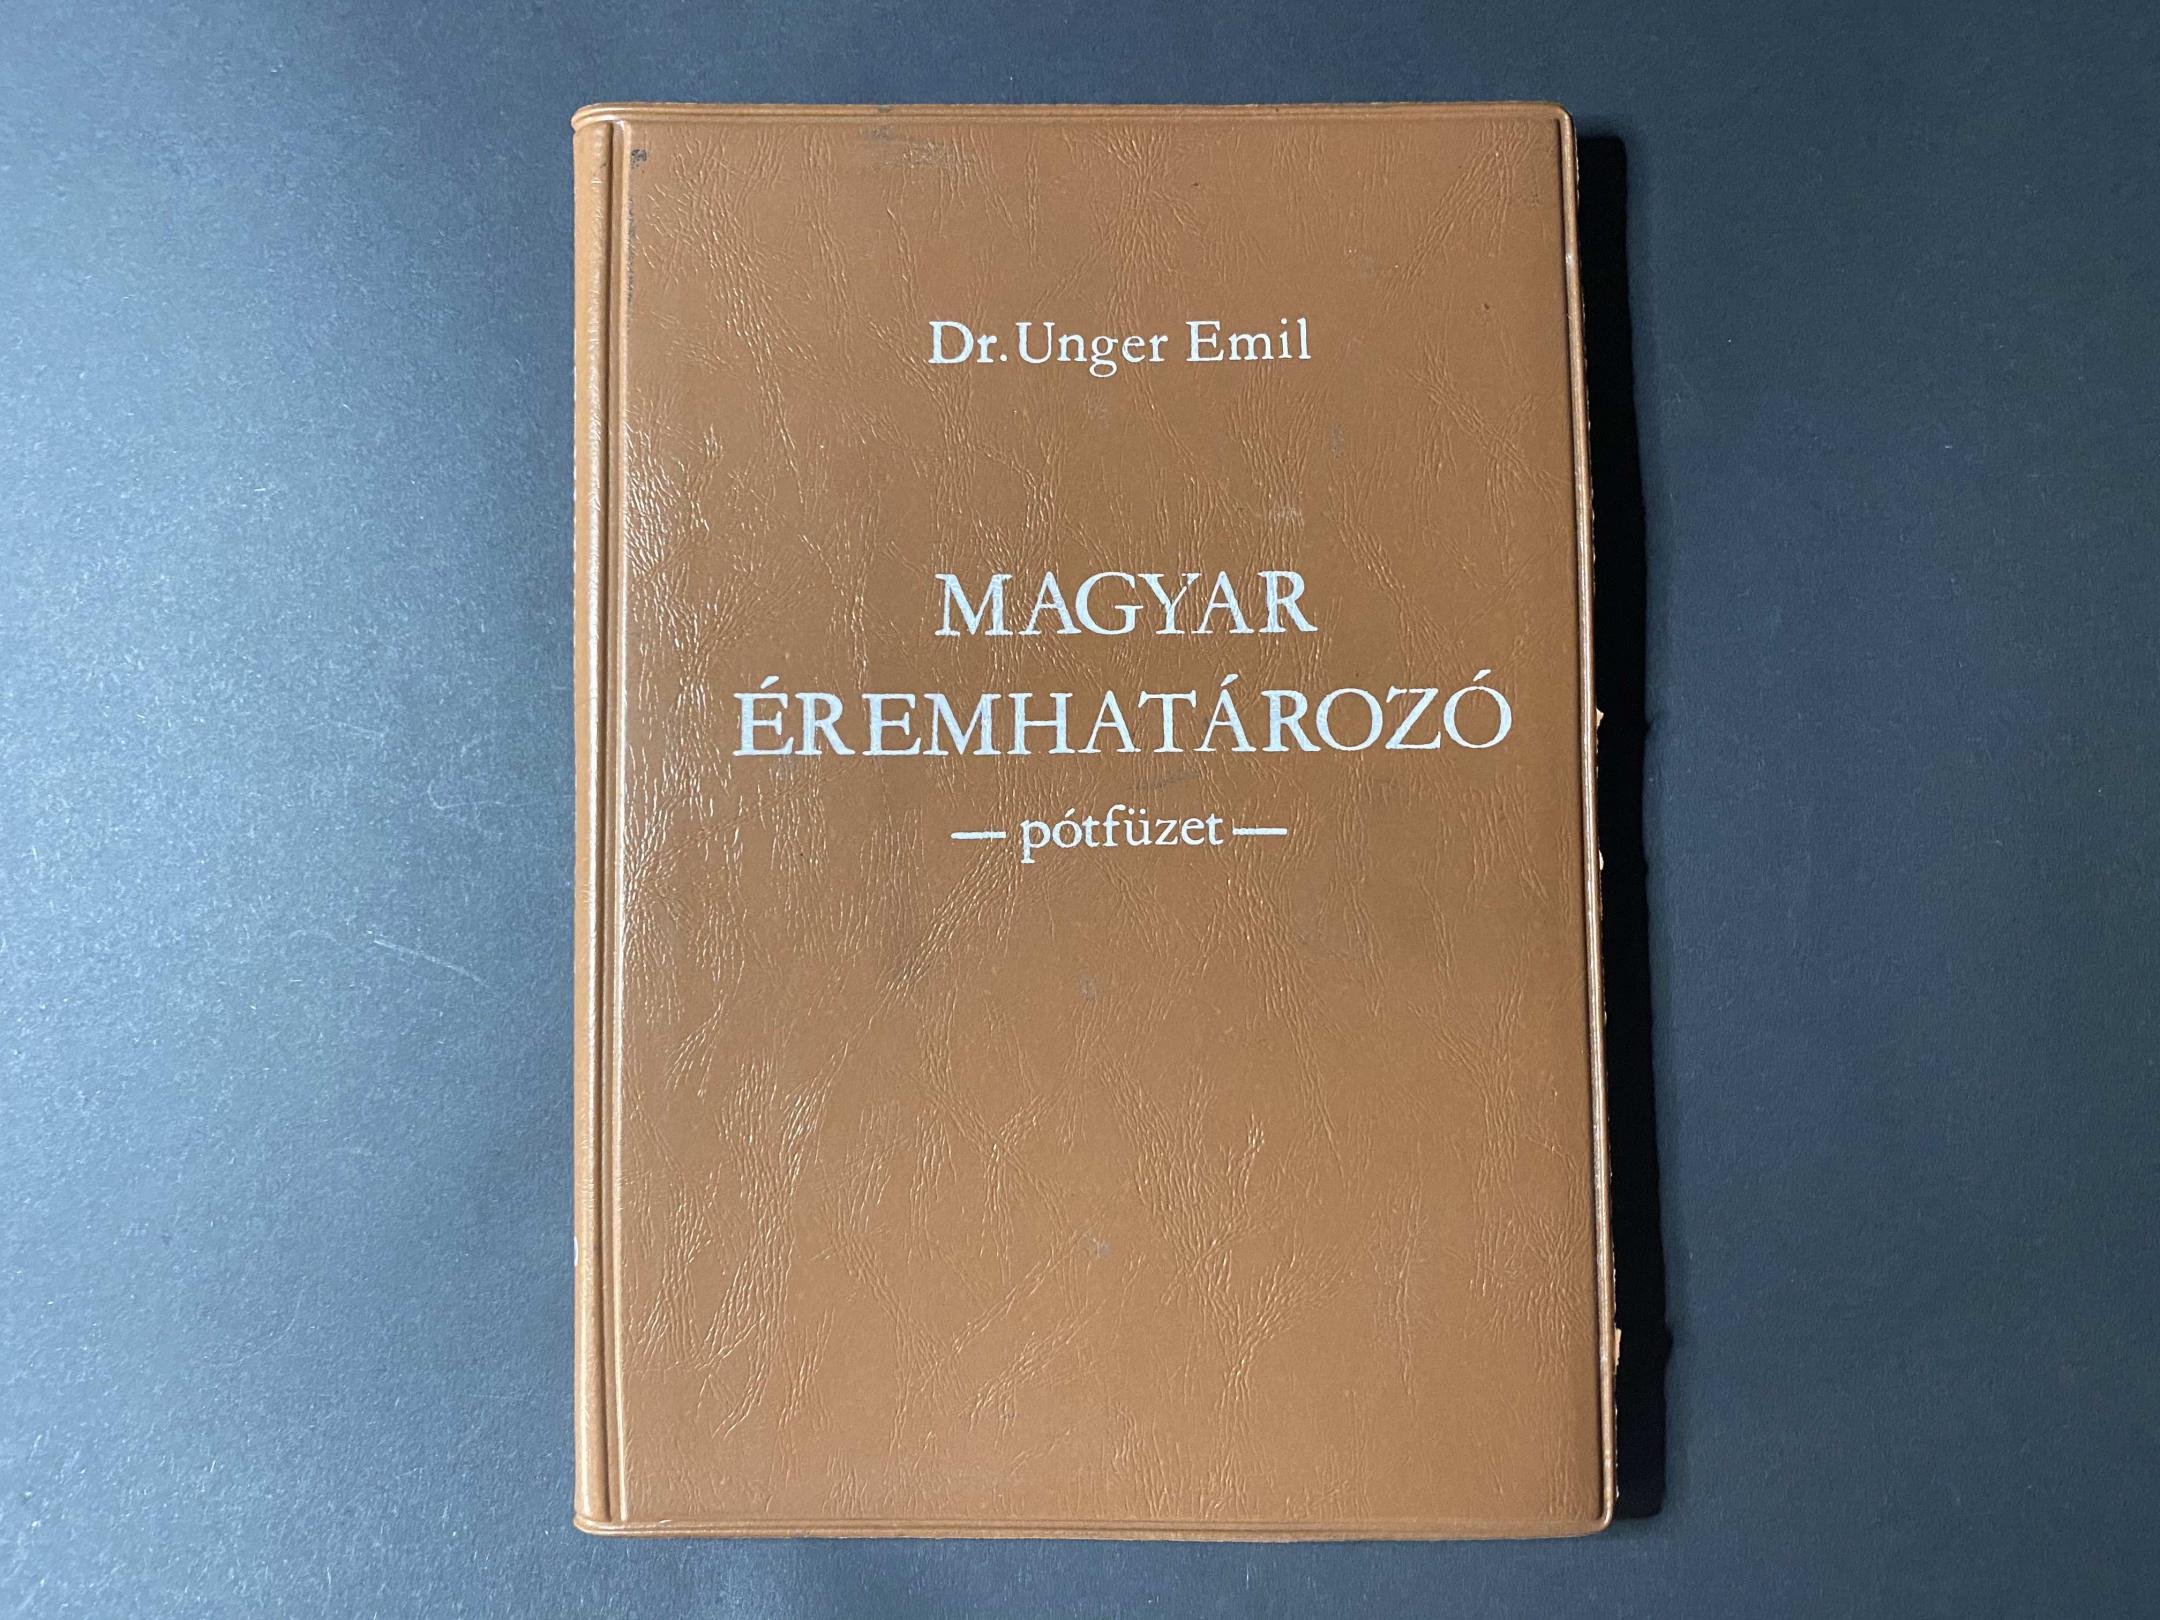 Dr. Unger Emil
MAGYAR
ÉREMHATÁROZÓ
— pótfüzet —